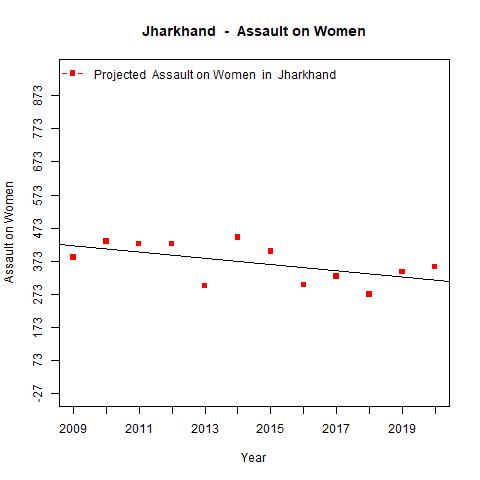 Jharkhand - Assault on Women
Projected Assault on Women in Jharkhand
873
773
673
573
473
373
273
173
73
-27
Assault on Women
2009 2011 2013 2015 2017 2019
Year